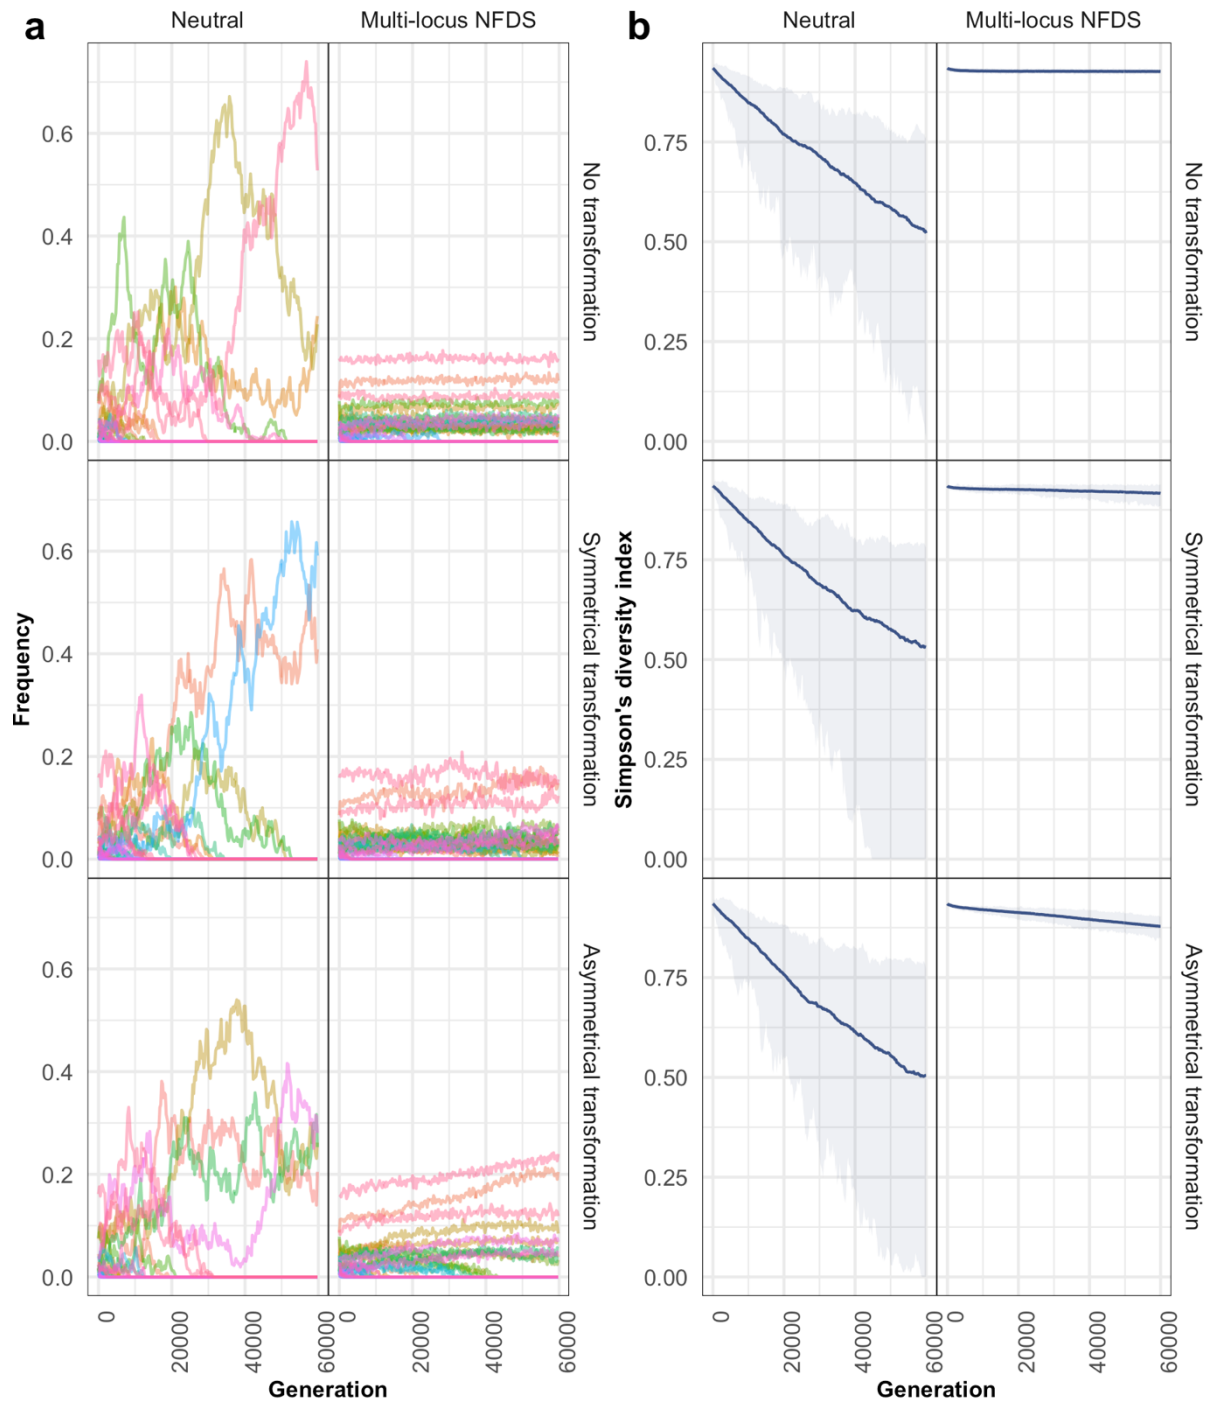 a
Neutral
Multi-locus NFDS
Frequency
0.6
0.4
0.2
0.0
No transformation
0.6
0.4
0.2
0.0
Symmetrical transformation
0.6
0.4
0.2
0.0
Asymmetrical transformation
0
20000
40000
60000
0
20000
40000
60000
Generation
b
Neutral
Multi-locus NFDS
Simpson's diversity index
0.75
0.50
0.25
0.00
No transformation
0.75
0.50
0.25
0.00
Symmetrical transformation
0.75
0.50
0.25
0.00
Asymmetrical transformation
0
20000
40000
60000
0
20000
40000
60000
Generation